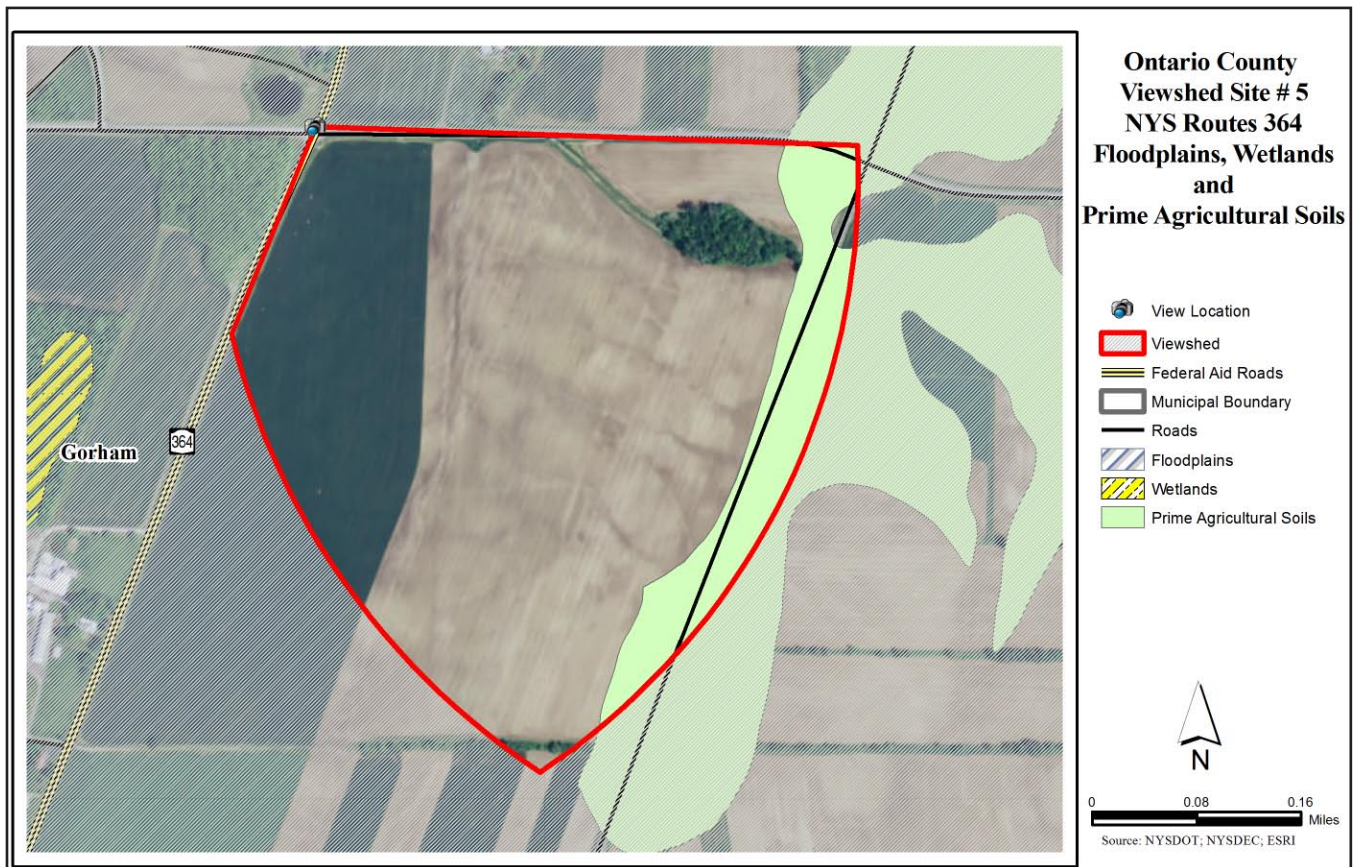 Ontario County
Viewshed Site # 5
NYS Routes 364
Floodplains, Wetlands
and
Prime Agricultural Soils
View Location
Viewshed
Federal Aid Roads
Municipal Boundary
Roads
Floodplains
Wetlands
Prime Agricultural Soils
364
Gorham
N
0 0.08 0.16
Miles
Source: NYSDOT; NYSDEC; ESRI